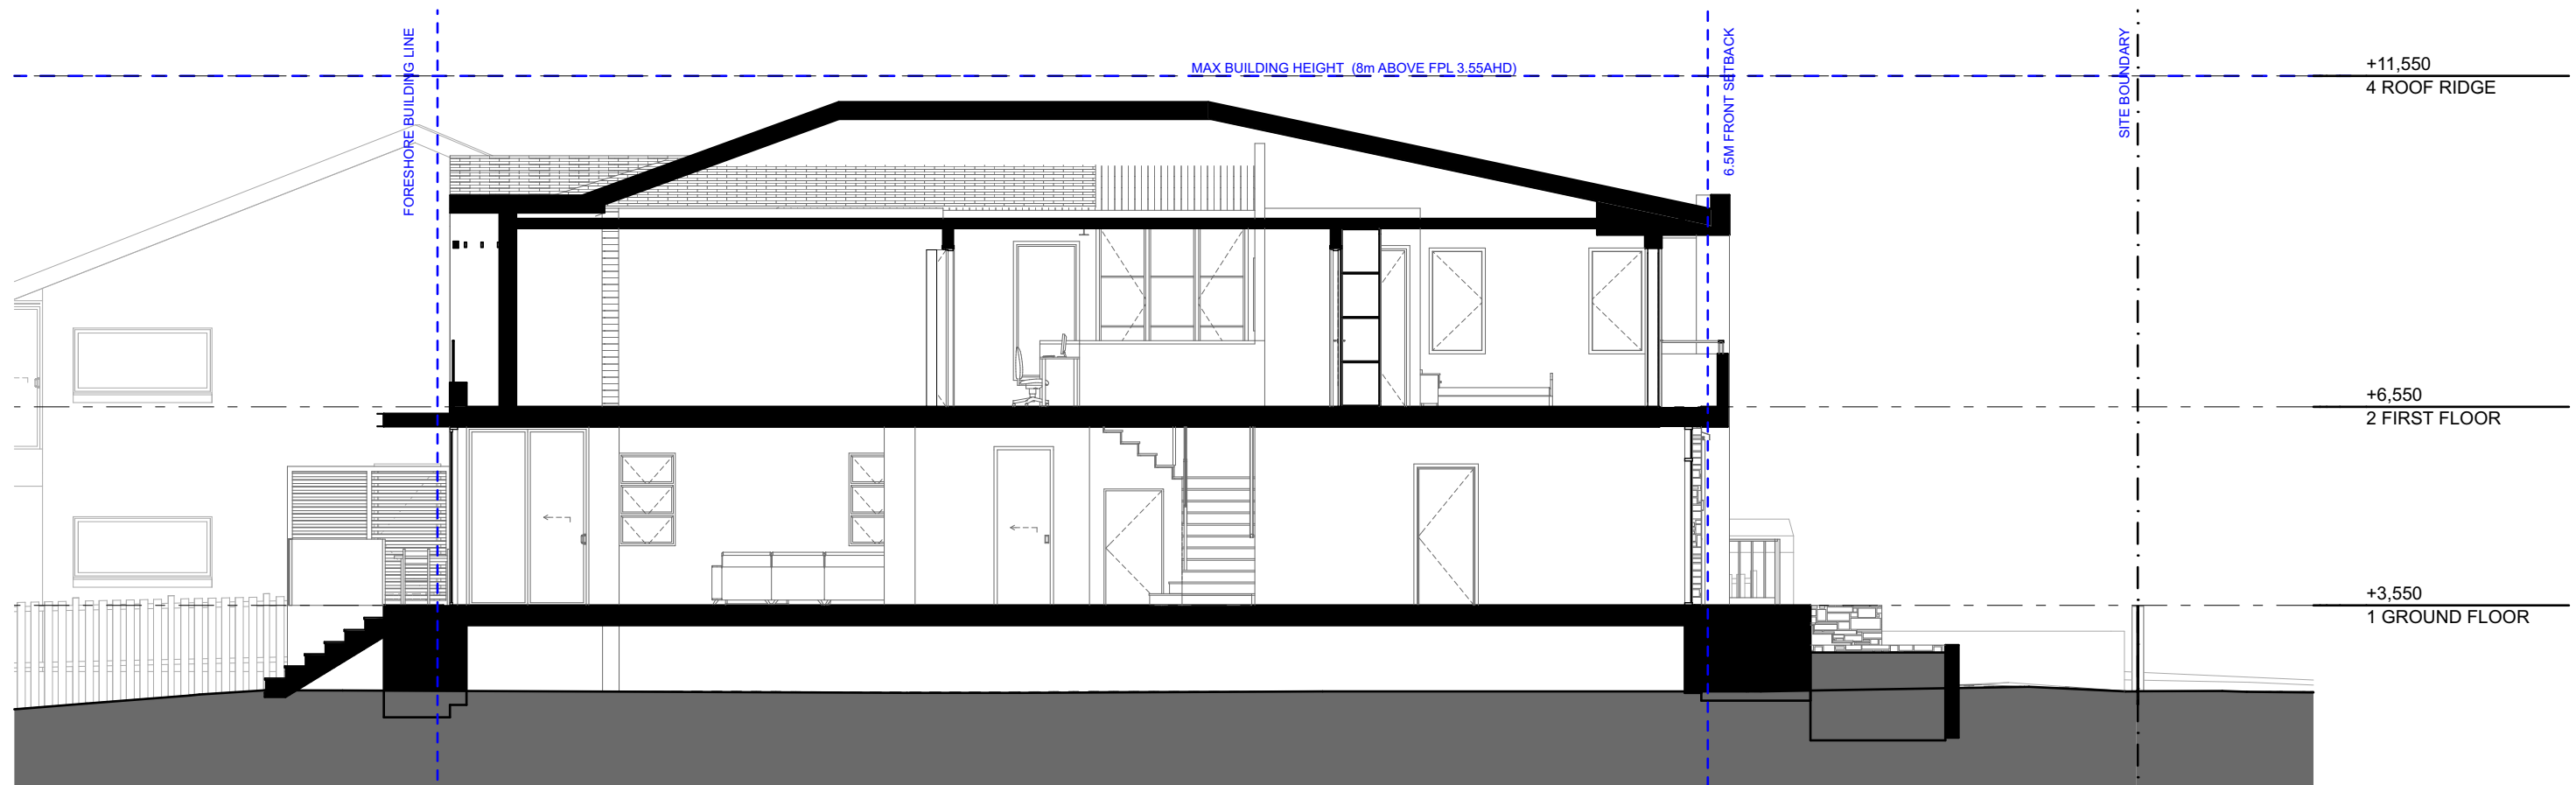 FORESHORE BUILDING LINE
MAX BUILDING HEIGHT (8m ABOVE FPL 3.55AHD)
6.5M FRONT SETBACK
SITE BOUNDARY
+11,550
4 ROOF RIDGE
+6,550
2 FIRST FLOOR
+3,550
1 GROUND FLOOR